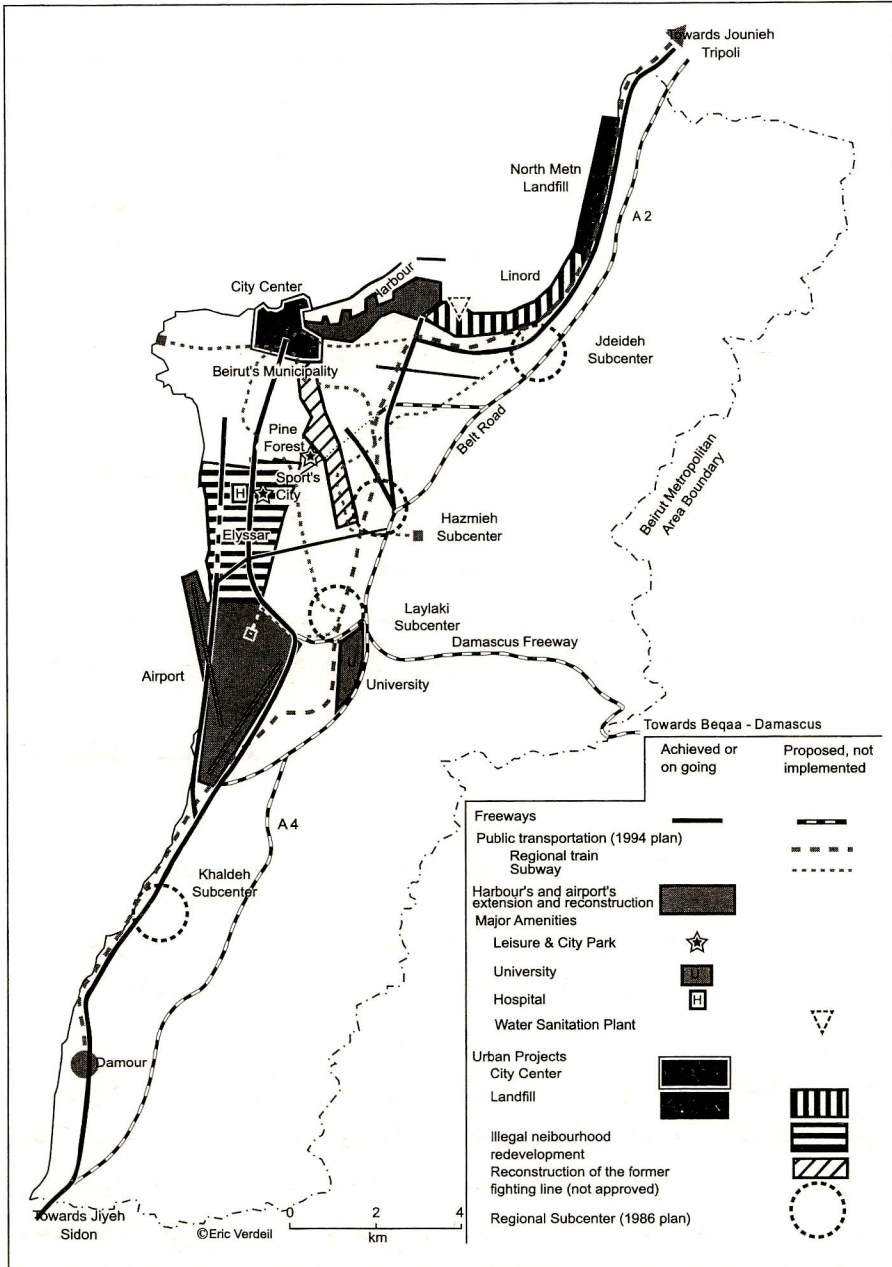 Towards Jounieh
Tripoli
North Metn
Landfill
A 2
Linord
Harbour
City Center
Jdeideh
Subcenter
Beirut's Municipality
Belt Road
Pine
Forest
Sport's
City
H
Beirut Metropolitan
Area Boundary
Hazmieh
Subcenter
Elyssar
Laylaki
Subcenter
Damascus Freeway
U
University
Airport
Towards Beqaa - Damascus
A 4
Khaldeh
Subcenter
Damour
Towards Jiyeh
Sidon
©Eric Verdeil
0 2 4
km
Achieved or
on going
Proposed, not
implemented
Freeways
Public transportation (1994 plan)
Regional train
Subway
Harbour's and airport's
extension and reconstruction
Major Amenities
Leisure & City Park
University
U
Hospital
H
Water Sanitation Plant
Urban Projects
City Center
Landfill
Illegal neibourhood
redevelopment
Reconstruction of the former
fighting line (not approved)
Regional Subcenter (1986 plan)